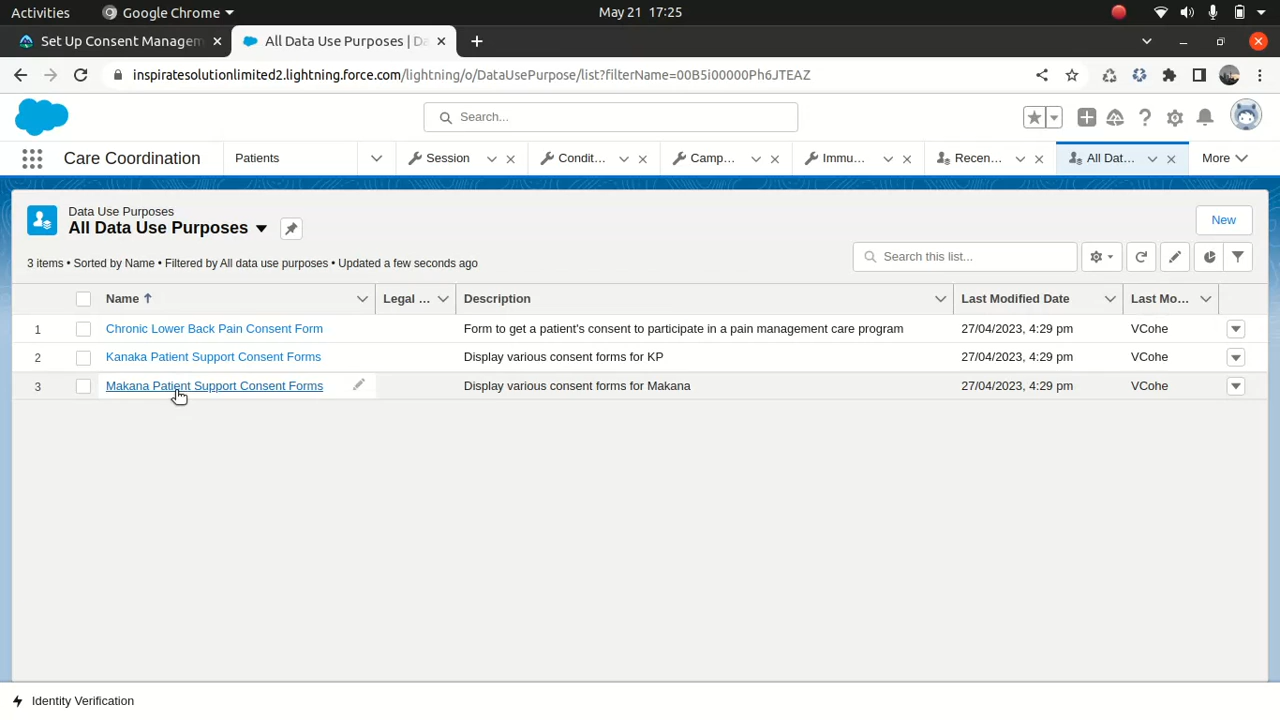 Activities Google Chrome May 21 17:25
Set Up Consent Managem All Data Use Purposes | Da
inspiratesolutionlimited2.lightning.force.com/lightning/o/DataUsePurpose/list?filterName=00B5i00000Ph6JTEAZ
Search...
Care Coordination Patients Session Condit... Camp... Immu... Recen... All Dat... More
Data Use Purposes
All Data Use Purposes New
3 items • Sorted by Name • Filtered by All data use purposes • Updated a few seconds ago Search this list...
Name Legal ... Description Last Modified Date Last Mo...
1 Chronic Lower Back Pain Consent Form Form to get a patient's consent to participate in a pain management care program 27/04/2023, 4:29 pm VCohe
2 Kanaka Patient Support Consent Forms Display various consent forms for KP 27/04/2023, 4:29 pm VCohe
3 Makana Patient Support Consent Forms Display various consent forms for Makana 27/04/2023, 4:29 pm VCohe
Identity Verification